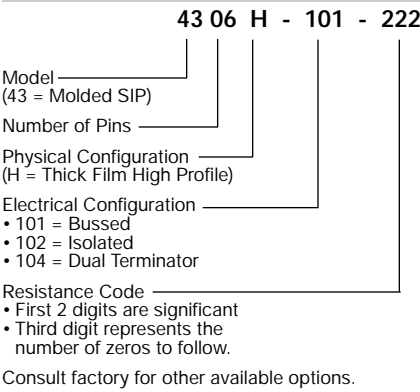 43 06 H - 101 - 222
Model
(43 = Molded SIP)
Number of Pins
Physical Configuration
(H = Thick Film High Profile)
Electrical Configuration
• 101 = Bussed
• 102 = Isolated
• 104 = Dual Terminator
Resistance Code
• First 2 digits are significant
• Third digit represents the
number of zeros to follow.
Consult factory for other available options.